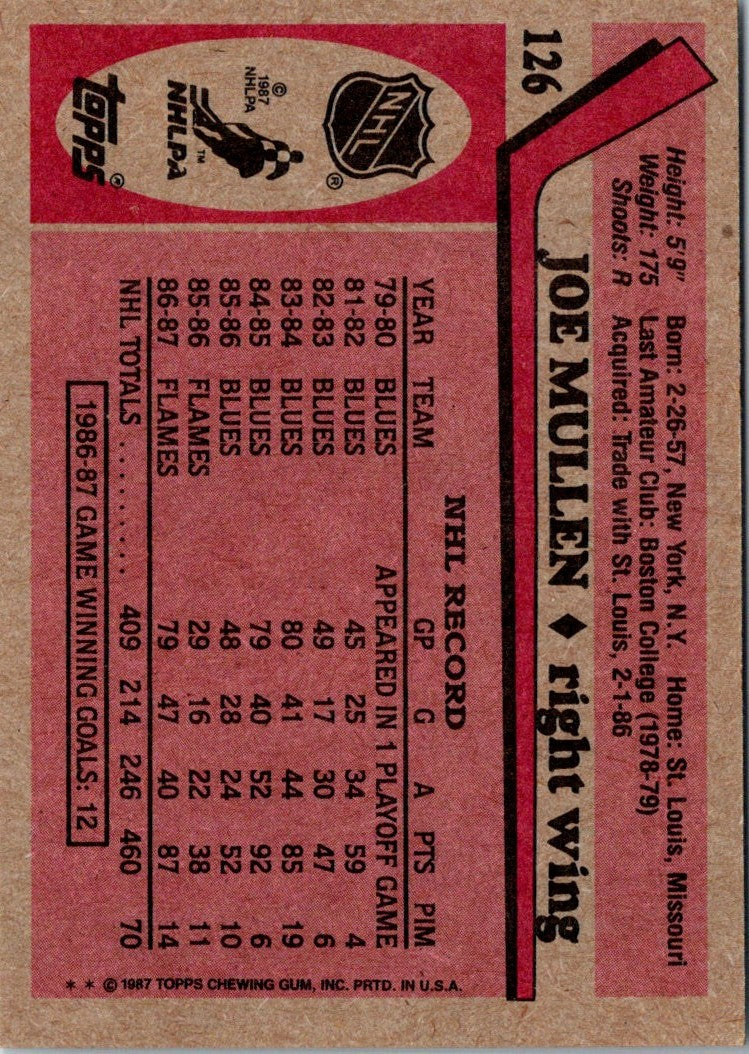 126
Height: 5'9" Born: 2-26-57, New York, N.Y. Home: St. Louis, Missouri
Weight: 175 Last Amateur Club: Boston College (1978-79)
Shoots: R Acquired: Trade with St. Louis, 2-1-86
JOE MULLEN ♦ right wing
NHL ®
© 1987 NHLPA
NHLPA ™
TOPPS ®
NHL RECORD
YEAR TEAM GP G A PTS PIM
79-80 BLUES APPEARED IN 1 PLAYOFF GAME
81-82 BLUES 45 25 34 59 4
82-83 BLUES 49 17 30 47 6
83-84 BLUES 80 41 44 85 19
84-85 BLUES 79 40 52 92 6
85-86 BLUES 48 28 24 52 10
85-86 FLAMES 29 16 22 38 11
86-87 FLAMES 79 47 40 87 14
NHL TOTALS ........ 409 214 246 460 70
1986-87 GAME WINNING GOALS: 12
* * © 1987 TOPPS CHEWING GUM, INC. PRTD. IN U.S.A.